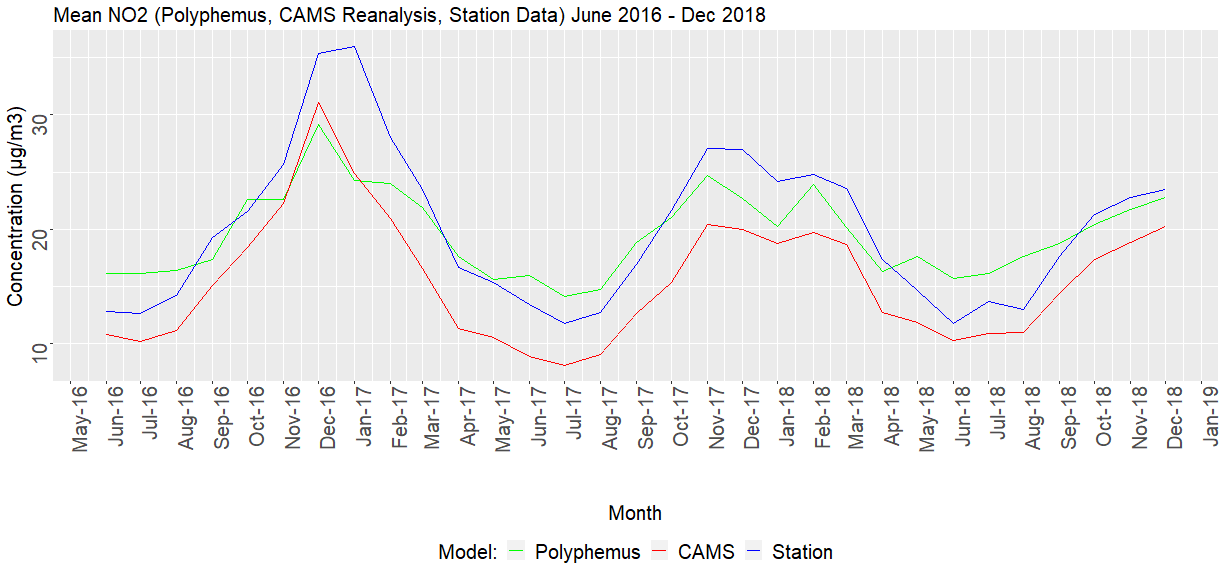 Mean NO2 (Polyphemus, CAMS Reanalysis, Station Data) June 2016 - Dec 2018
Concentration (µg/m3)
30
20
10
May-16
Jun-16
Jul-16
Aug-16
Sep-16
Oct-16
Nov-16
Dec-16
Jan-17
Feb-17
Mar-17
Apr-17
May-17
Jun-17
Jul-17
Aug-17
Sep-17
Oct-17
Nov-17
Dec-17
Jan-18
Feb-18
Mar-18
Apr-18
May-18
Jun-18
Jul-18
Aug-18
Sep-18
Oct-18
Nov-18
Dec-18
Jan-19
Month
Model: Polyphemus CAMS Station